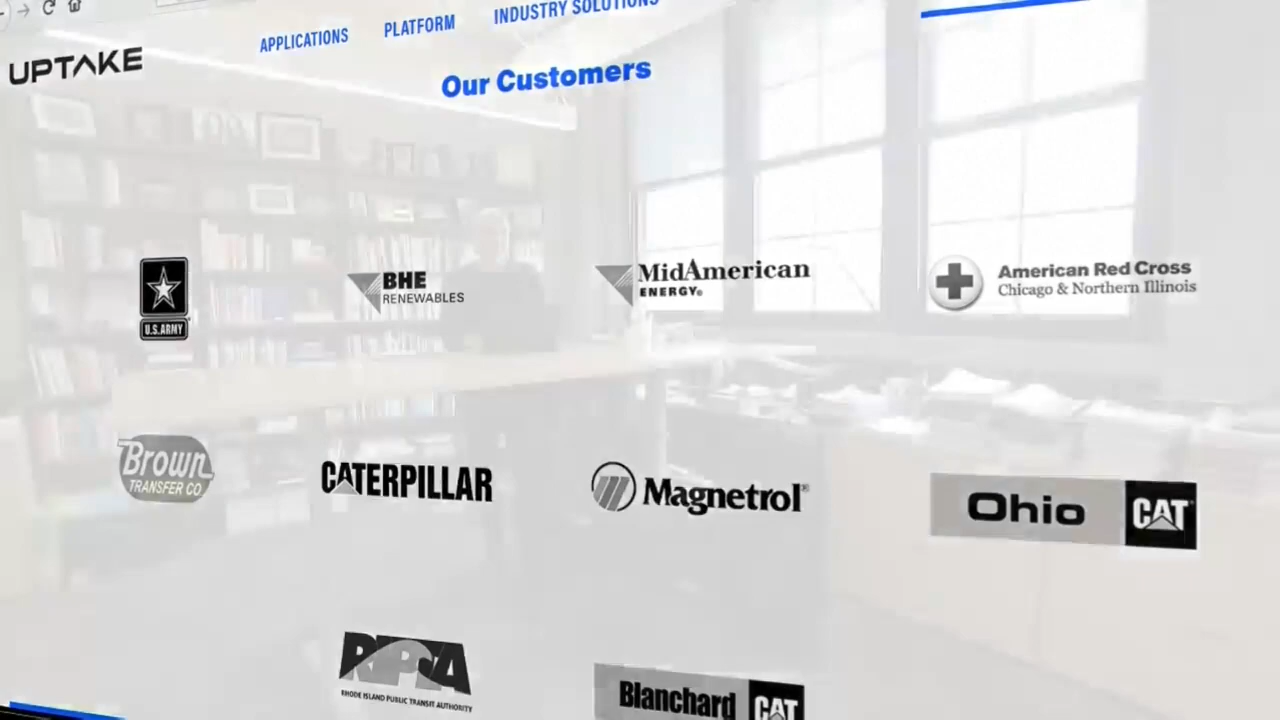 UPTAKE
APPLICATIONS
PLATFORM
INDUSTRY SOLUTIONS
Our Customers
U.S.ARMY
BHE
RENEWABLES
MidAmerican
ENERGY®
American Red Cross
Chicago & Northern Illinois
Brown
TRANSFER CO
CATERPILLAR
Magnetrol®
Ohio CAT
RIPTA
RHODE ISLAND PUBLIC TRANSIT AUTHORITY
Blanchard CAT